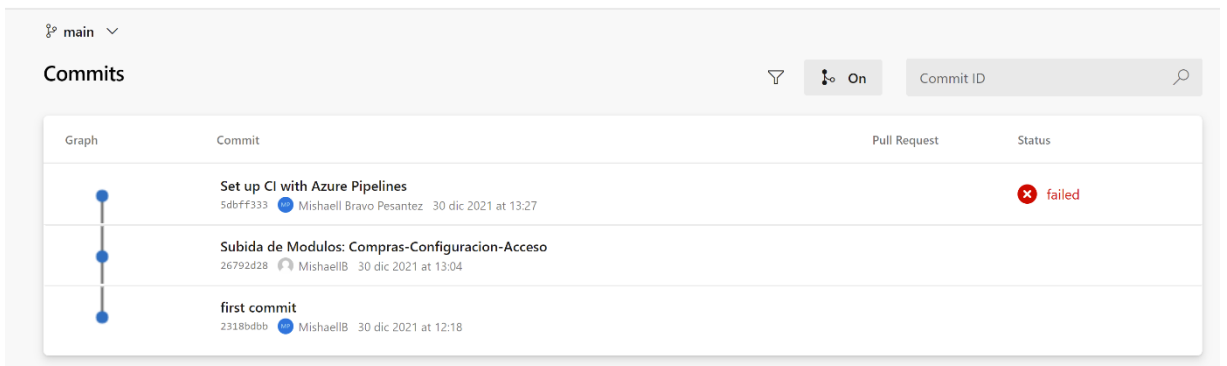 main
Commits
On
Commit ID
Graph Commit Pull Request Status
Set up CI with Azure Pipelines
5dbff333 MP Mishaell Bravo Pesantez 30 dic 2021 at 13:27
failed
Subida de Modulos: Compras-Configuracion-Acceso
26792d28 MishaellB 30 dic 2021 at 13:04
first commit
2318bdbb MP MishaellB 30 dic 2021 at 12:18